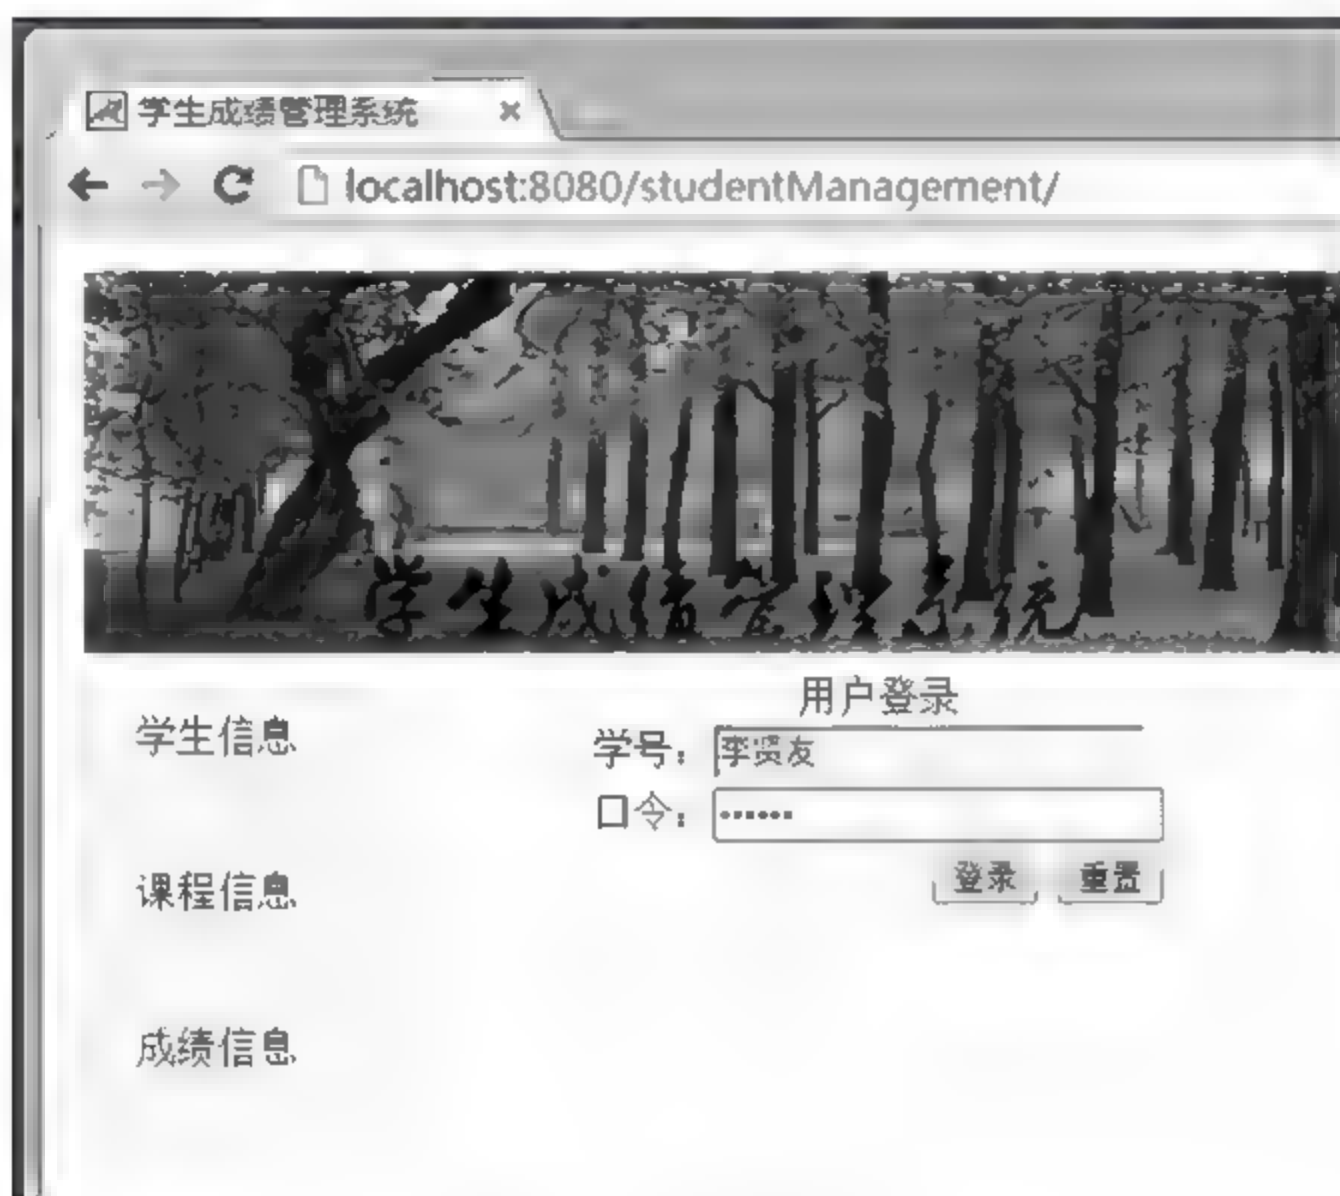 学生成绩管理系统
localhost:8080/studentManagement/
学生成绩管理系统
用户登录
学生信息
学号：李贤友
口令：••••••
登录 重置
课程信息
成绩信息